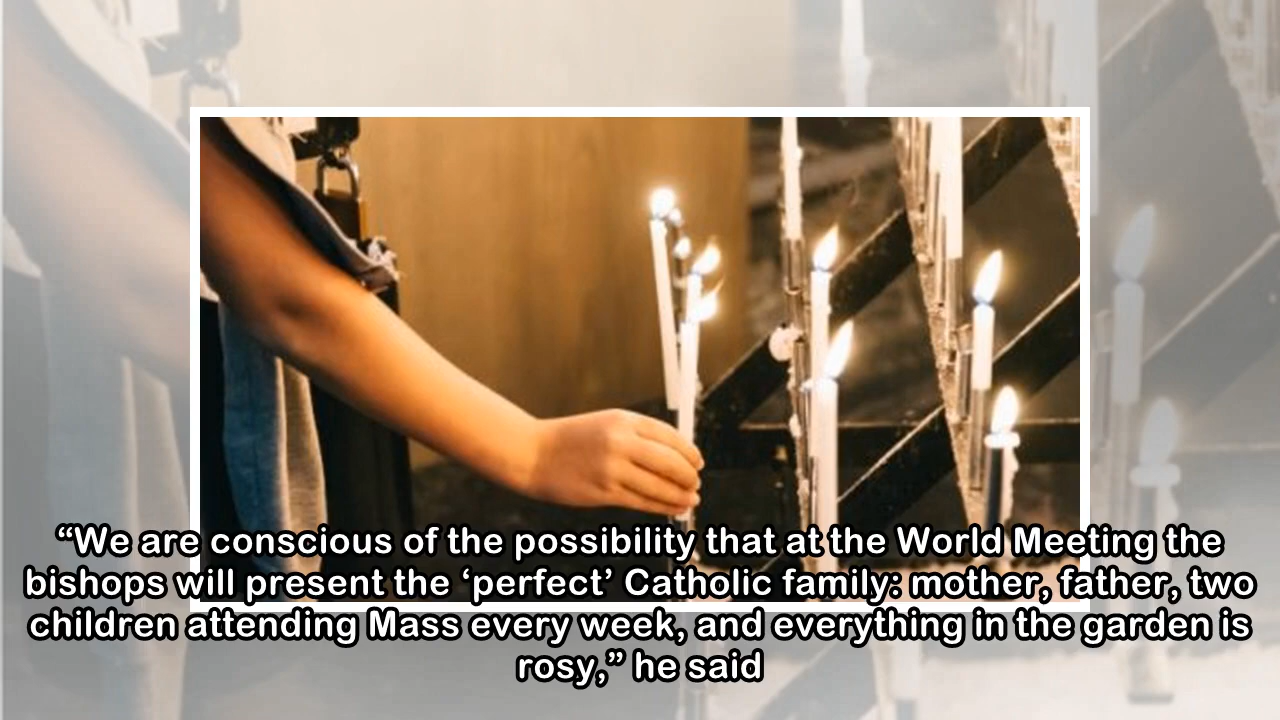 “We are conscious of the possibility that at the World Meeting the
bishops will present the ‘perfect’ Catholic family: mother, father, two
children attending Mass every week, and everything in the garden is
rosy,” he said